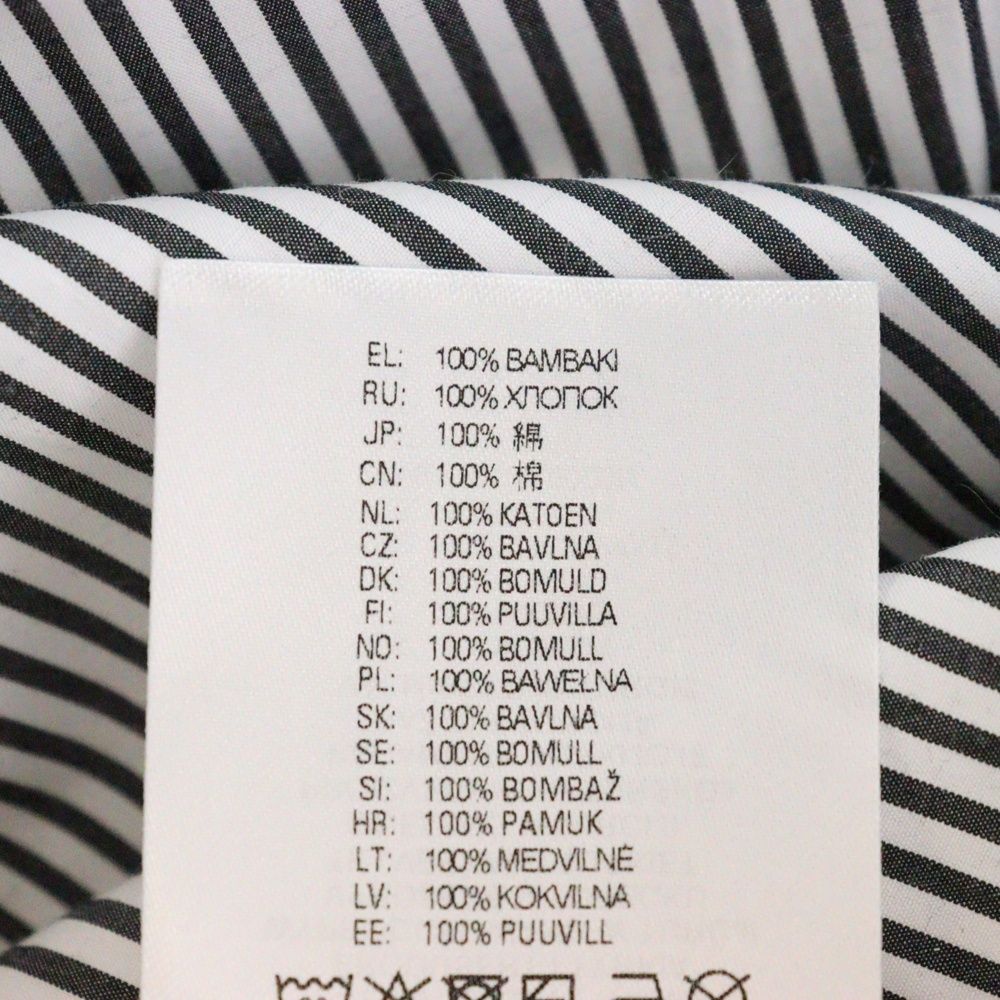 EL: 100% BAMBAKI
RU: 100% ХЛОПОК
JP: 100% 綿
CN: 100% 棉
NL: 100% KATOEN
CZ: 100% BAVLNA
DK: 100% BOMULD
FI: 100% PUUVILLA
NO: 100% BOMULL
PL: 100% BAWEŁNA
SK: 100% BAVLNA
SE: 100% BOMULL
SI: 100% BOMBAŽ
HR: 100% PAMUK
LT: 100% MEDVILNĖ
LV: 100% KOKVILNA
EE: 100% PUUVILL